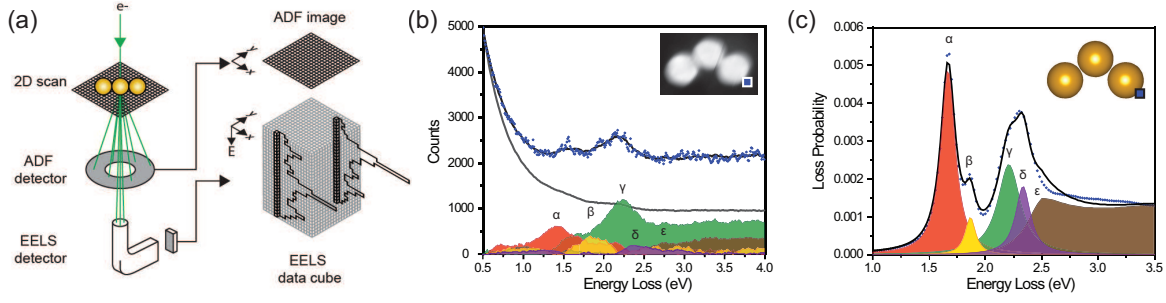 (a)
e-
2D scan
ADF
detector
EELS
detector
ADF image
x
y
x
y
E
EELS
data cube
(b)
5000
4000
3000
2000
1000
0
Counts
α
β
γ
δ
ε
0.5 1.0 1.5 2.0 2.5 3.0 3.5 4.0
Energy Loss (eV)
(c)
0.006
0.005
0.004
0.003
0.002
0.001
0.000
Loss Probability
α
β
γ
δ
ε
1.0 1.5 2.0 2.5 3.0 3.5
Energy Loss (eV)